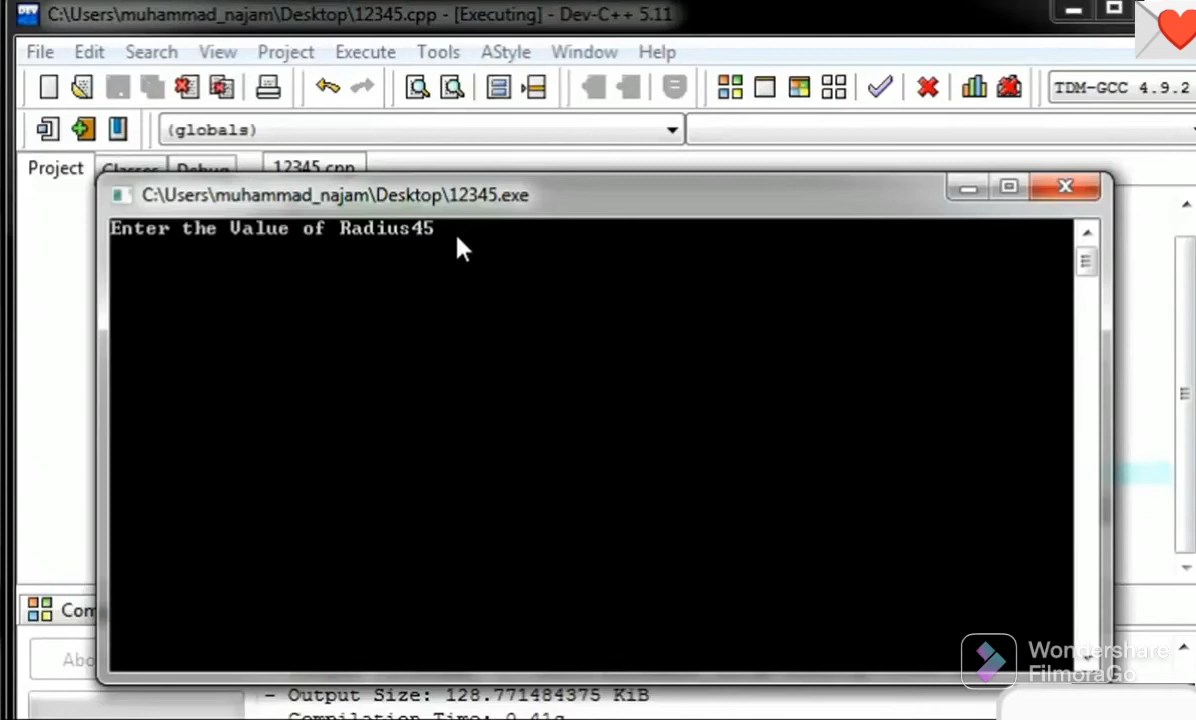 DEV C:\Users\muhammad_najam\Desktop\12345.cpp - [Executing] - Dev-C++ 5.11
File Edit Search View Project Execute Tools AStyle Window Help
TDM-GCC 4.9.2
(globals)
Project Classes Debug 12345.cpp
C:\Users\muhammad_najam\Desktop\12345.exe
Enter the Value of Radius45
Com
Abo
Wondershare
FilmoraGo
- Output Size: 128.771484375 KiB
- Compilation Time: 0.41s